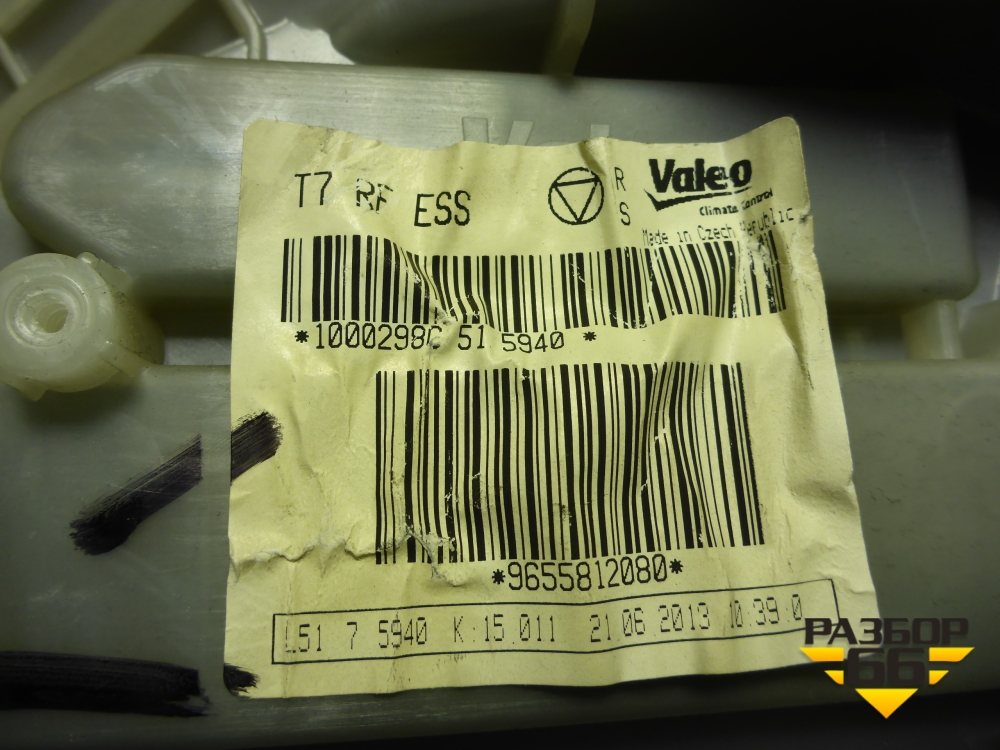 T7 RF ESS
R
S
Valeo
Climate Control
Made in Czech Republic
*1000298C 51 5940 *
*9655812080*
L51 7 5940 K 15.011 21.06.2013 10:39:0
РАЗБОР
66